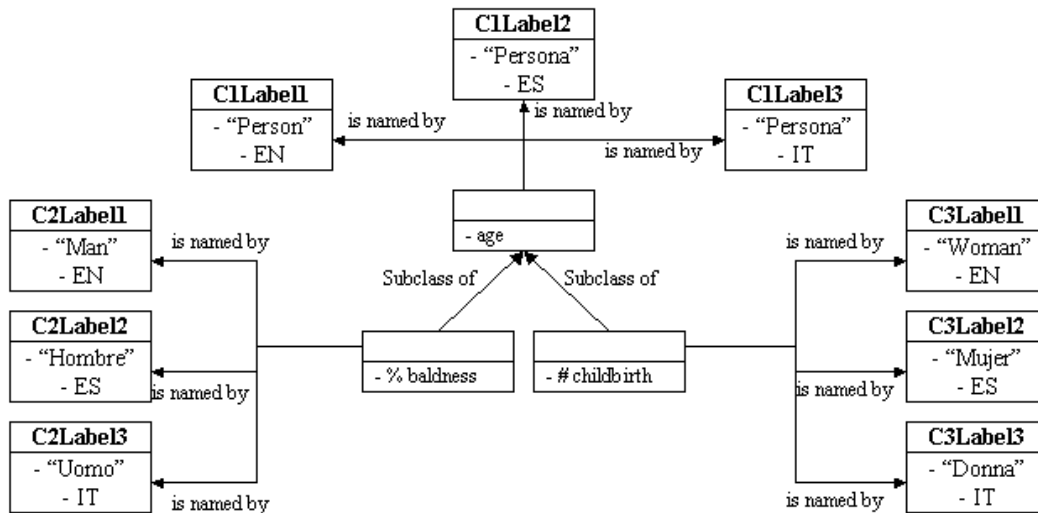 C1Label2
- “Persona”
- ES
C1Label1
- “Person”
- EN
C1Label3
- “Persona”
- IT
is named by
is named by
is named by
- age
C2Label1
- “Man”
- EN
is named by
C3Label1
- “Woman”
- EN
is named by
Subclass of
Subclass of
C2Label2
- “Hombre”
- ES
is named by
- % baldness
- # childbirth
C3Label2
- “Mujer”
- ES
is named by
C2Label3
- “Uomo”
- IT
is named by
C3Label3
- “Donna”
- IT
is named by